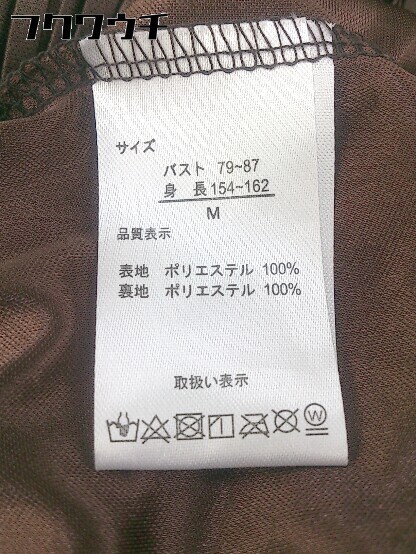 フクウクチ
サイズ
バスト 79~87
身 長 154~162
M
品質表示
表地 ポリエステル 100%
裏地 ポリエステル 100%
取扱い表示
W